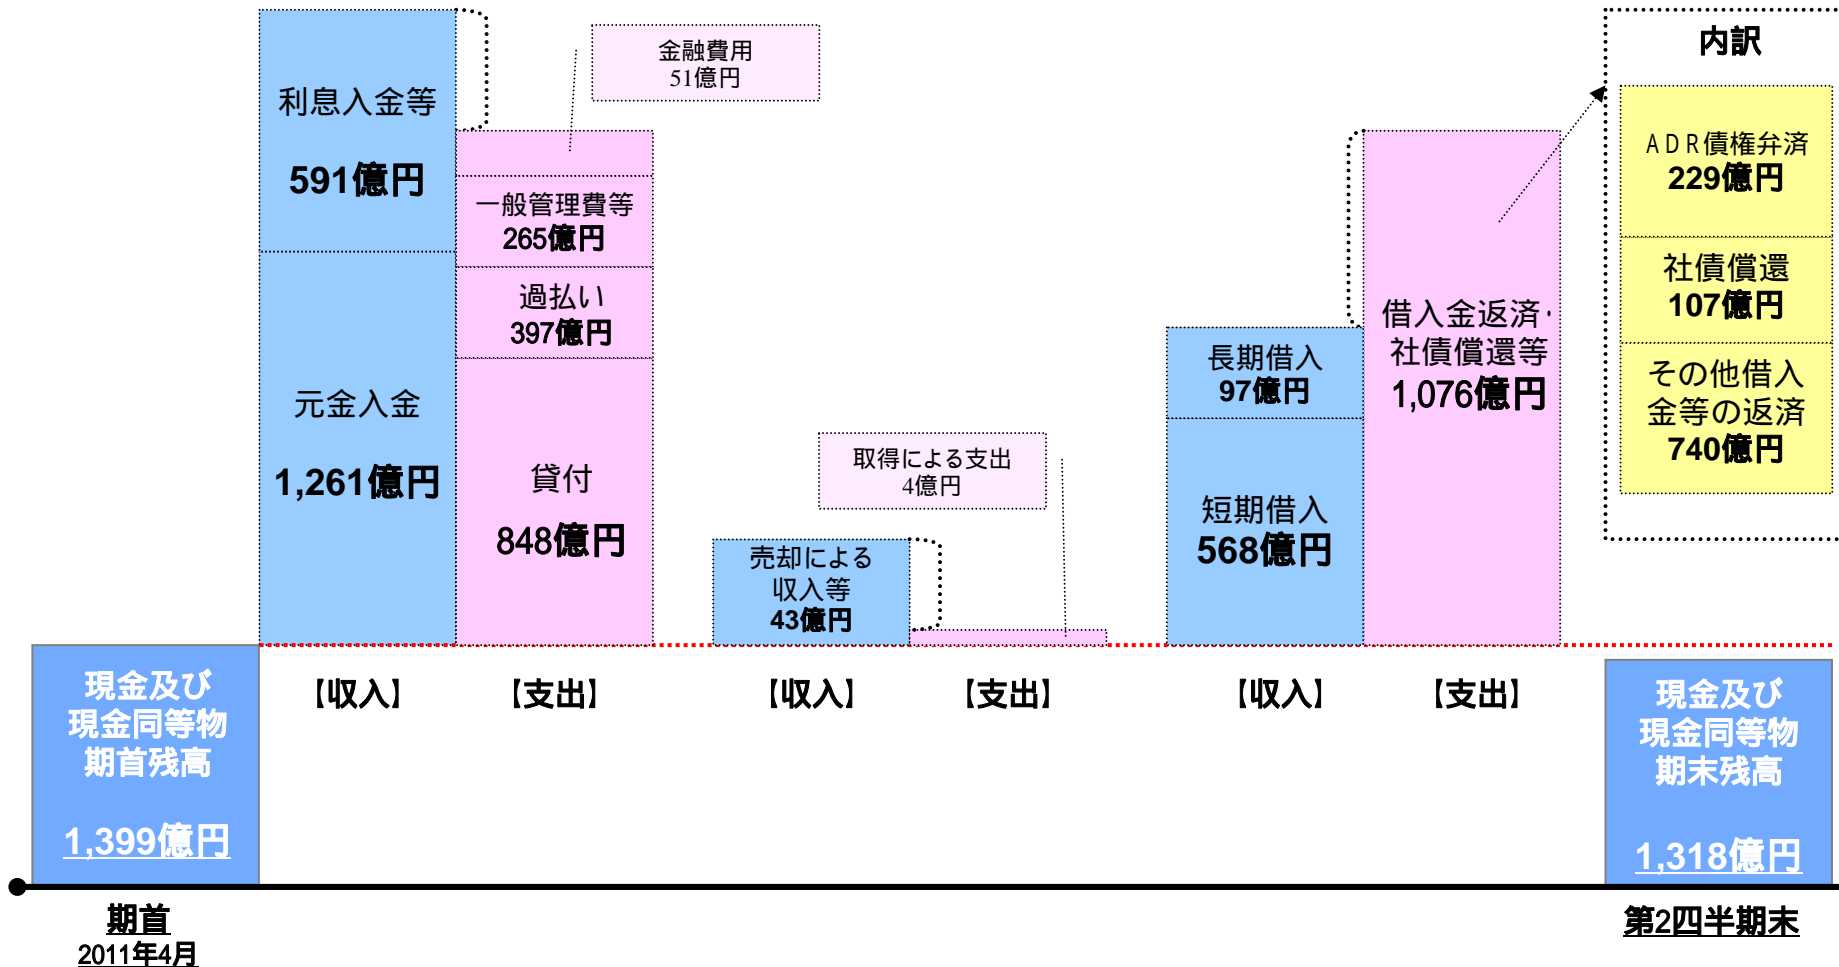 利息入金等
591億円
元金入金
1,261億円
金融費用
51億円
一般管理費等
265億円
過払い
397億円
貸付
848億円
売却による
収入等
43億円
取得による支出
4億円
長期借入
97億円
短期借入
568億円
借入金返済・
社債償還等
1,076億円
内訳
ADR債権弁済
229億円
社債償還
107億円
その他借入
金等の返済
740億円
【収入】
【支出】
【収入】
【支出】
【収入】
【支出】
現金及び
現金同等物
期首残高
1,399億円
現金及び
現金同等物
期末残高
1,318億円
期首
2011年4月
第2四半期末